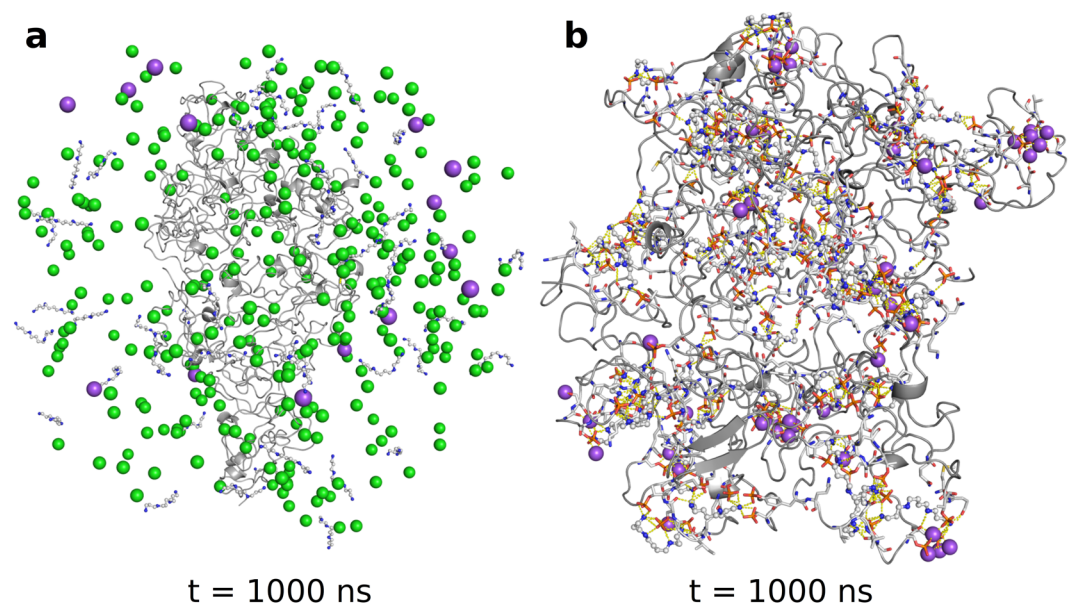 a
b
t = 1000 ns
t = 1000 ns